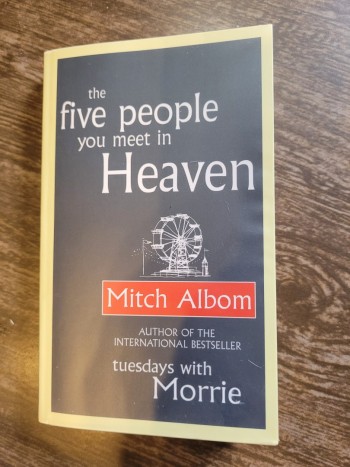 the
five people
you meet in
Heaven
Mitch Albom
AUTHOR OF THE
INTERNATIONAL BESTSELLER
tuesdays with
Morrie